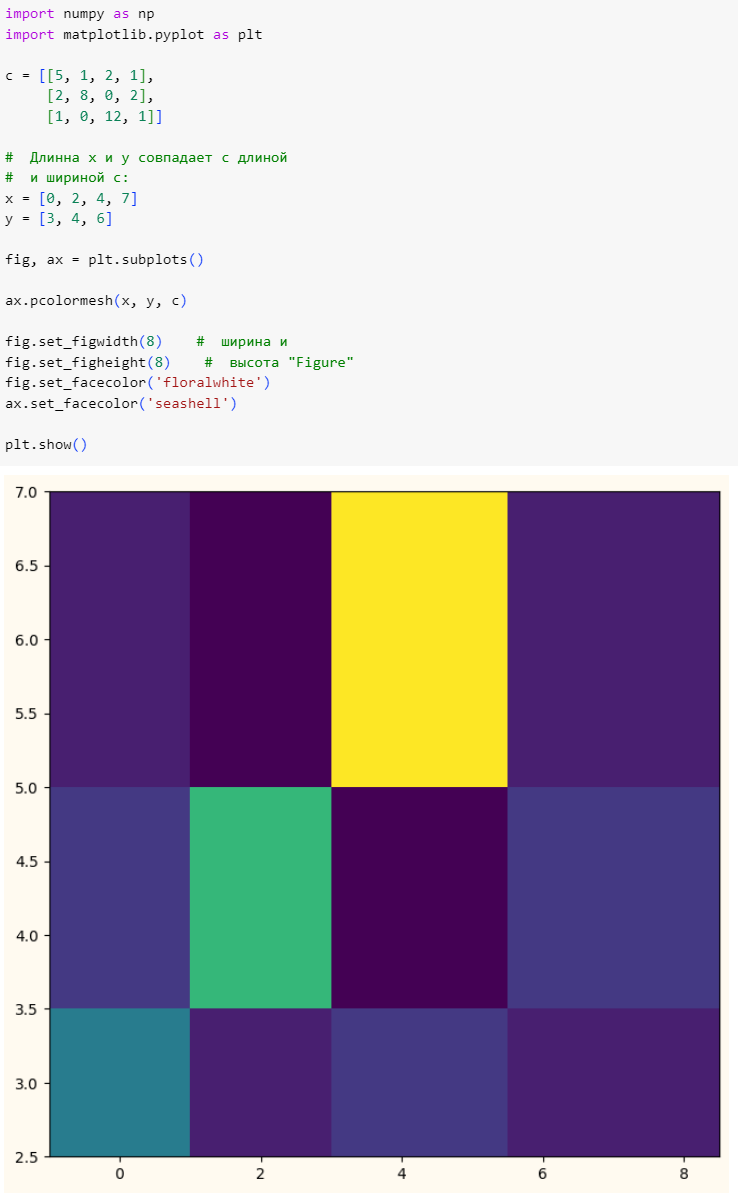 import numpy as np
import matplotlib.pyplot as plt
c = [[5, 1, 2, 1],
     [2, 8, 0, 2],
     [1, 0, 12, 1]]
#  Длинна x и y совпадает с длиной
#  и шириной c:
x = [0, 2, 4, 7]
y = [3, 4, 6]
fig, ax = plt.subplots()
ax.pcolormesh(x, y, c)
fig.set_figwidth(8)    #  ширина и
fig.set_figheight(8)    #  высота "Figure"
fig.set_facecolor('floralwhite')
ax.set_facecolor('seashell')
plt.show()
7.0
6.5
6.0
5.5
5.0
4.5
4.0
3.5
3.0
2.5
0 2 4 6 8